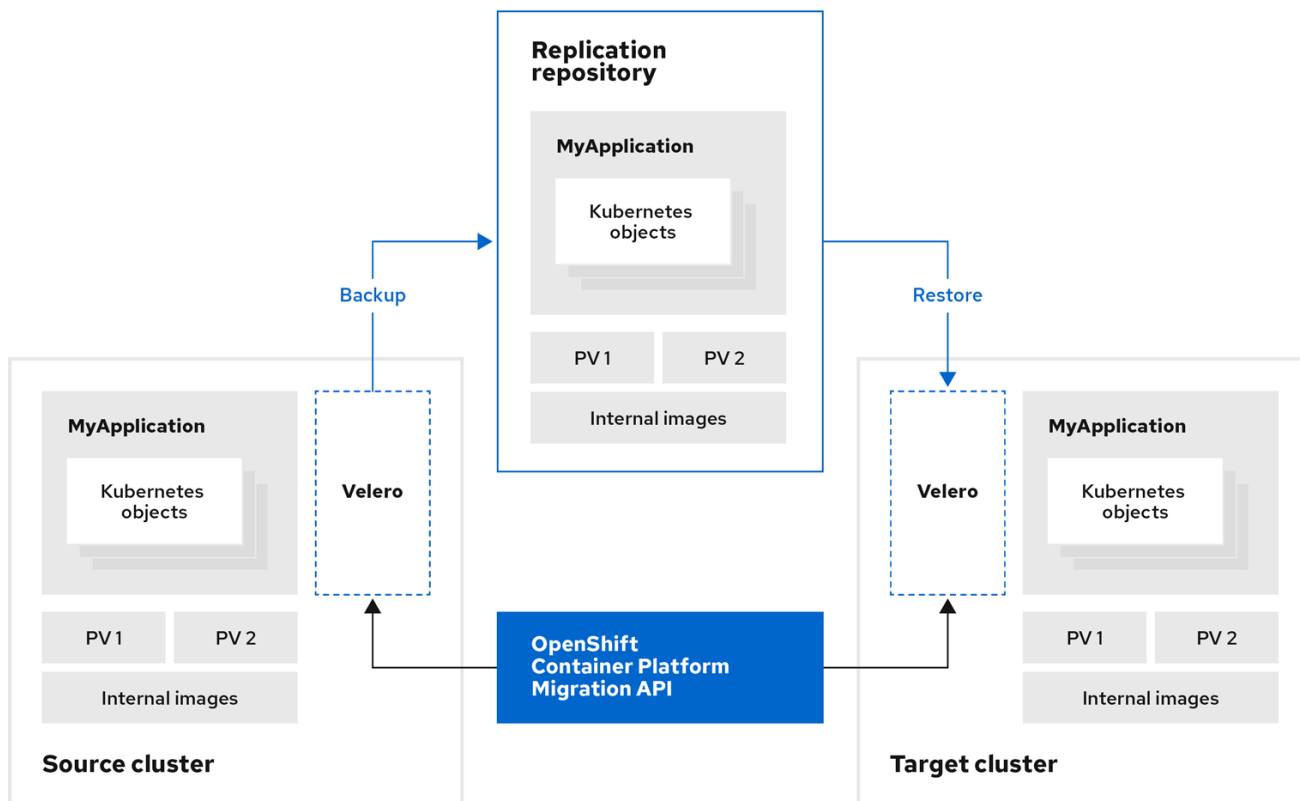 Replication
repository
MyApplication
Kubernetes
objects
PV 1
PV 2
Internal images
Backup
Restore
MyApplication
Kubernetes
objects
Velero
PV 1
PV 2
Internal images
Source cluster
OpenShift
Container Platform
Migration API
Velero
MyApplication
Kubernetes
objects
PV 1
PV 2
Internal images
Target cluster